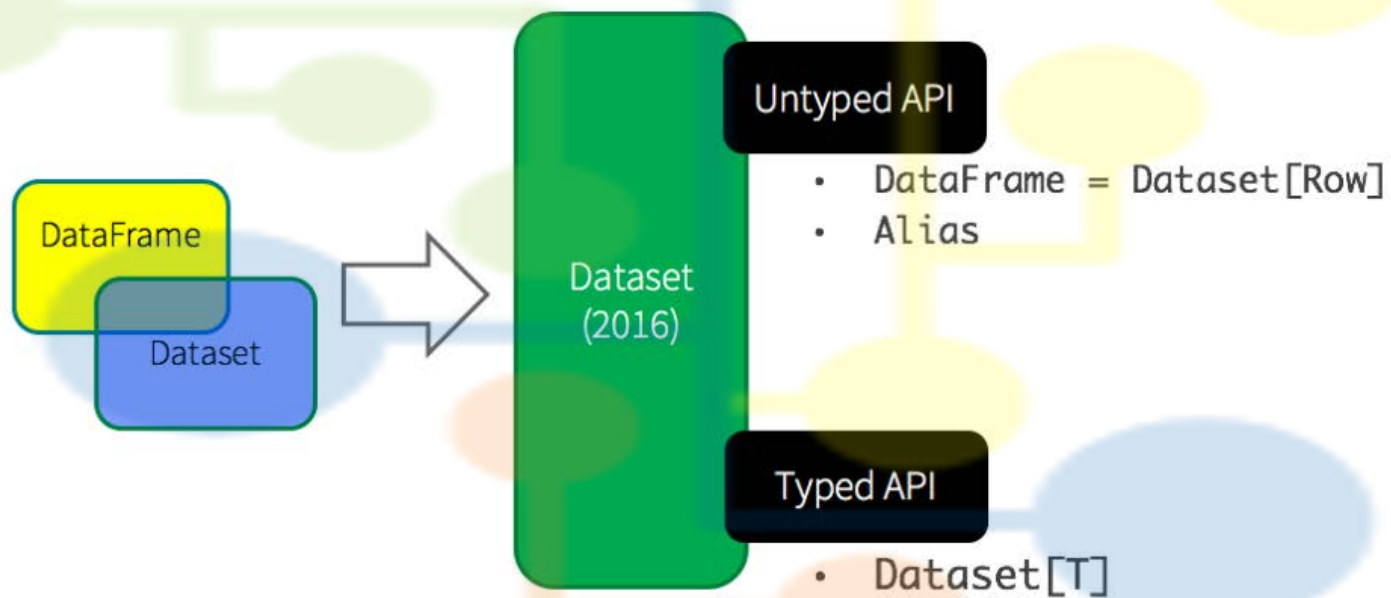 DataFrame
Dataset
Dataset
(2016)
Untyped API
• DataFrame = Dataset[Row]
• Alias
Typed API
• Dataset[T]